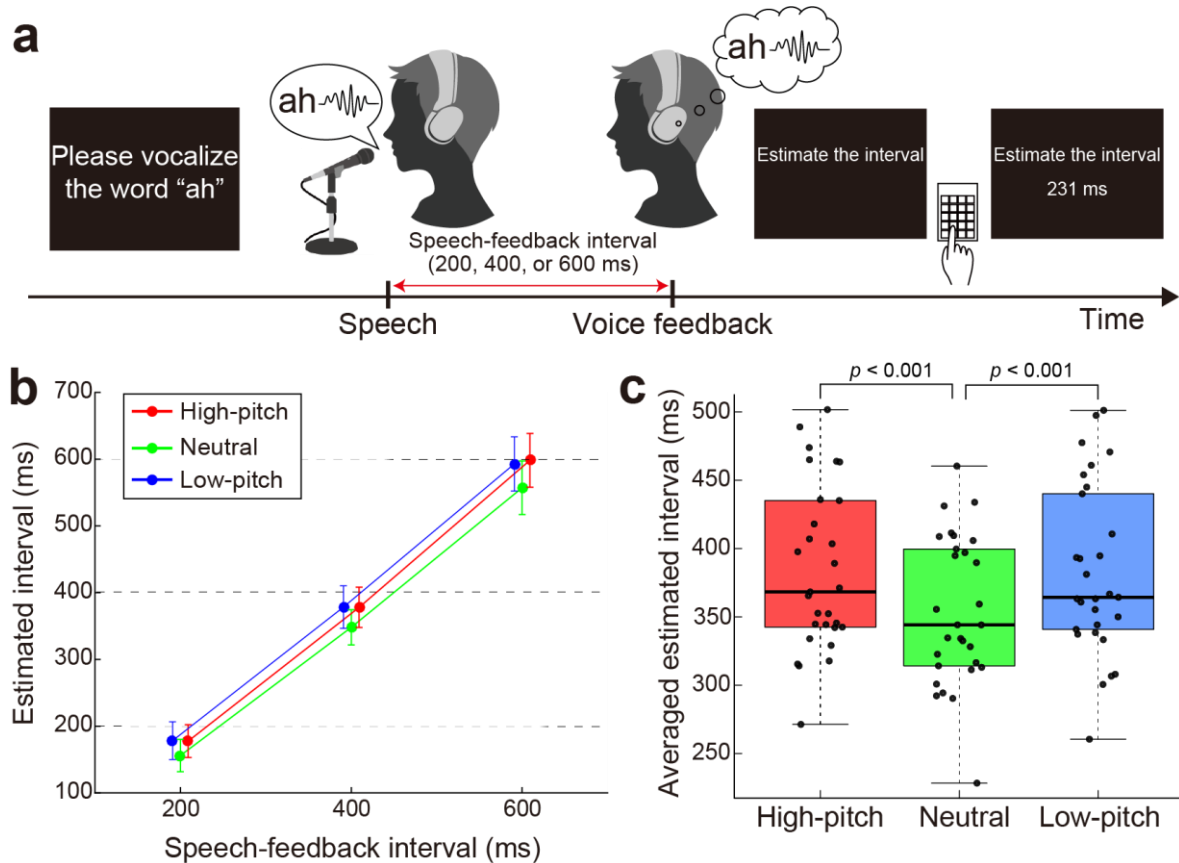 a
Please vocalize
the word “ah”
ah
ah
Estimate the interval
Estimate the interval
231 ms
Speech-feedback interval
(200, 400, or 600 ms)
Speech
Voice feedback
Time
b
Estimated interval (ms)
700
600
500
400
300
200
100
High-pitch
Neutral
Low-pitch
200
400
600
Speech-feedback interval (ms)
c
p < 0.001
p < 0.001
Averaged estimated interval (ms)
500
450
400
350
300
250
High-pitch
Neutral
Low-pitch